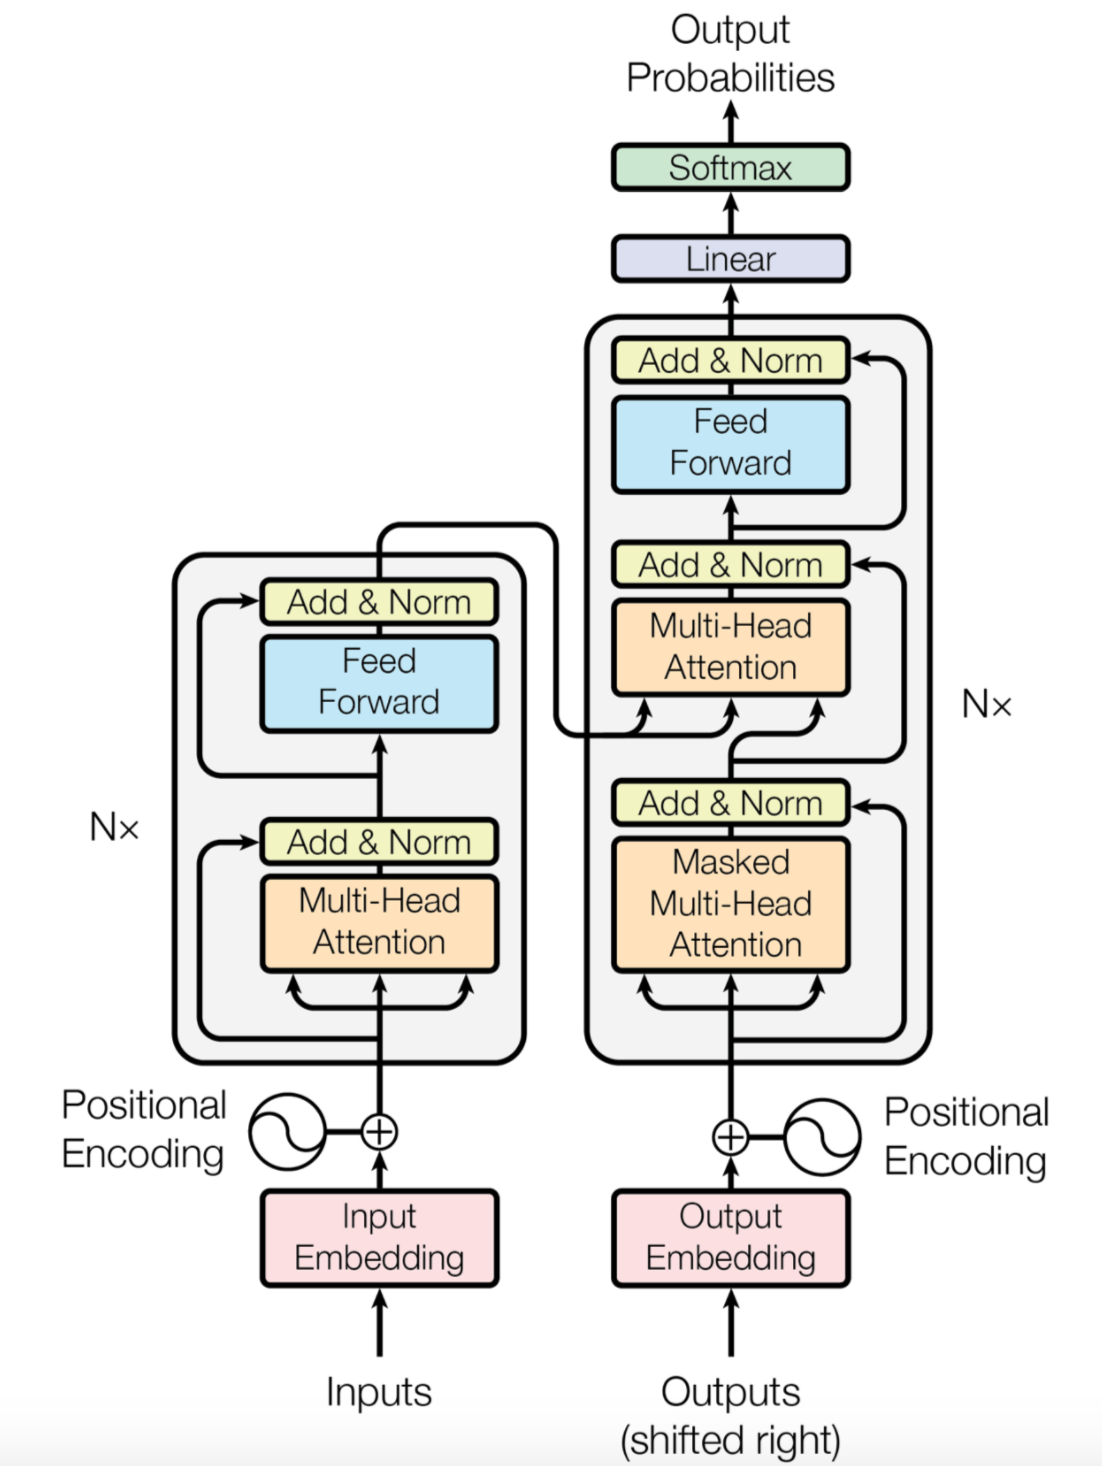 Output
Probabilities
Softmax
Linear
Add & Norm
Feed
Forward
Add & Norm
Multi-Head
Attention
Add & Norm
Masked
Multi-Head
Attention
N×
Add & Norm
Feed
Forward
Add & Norm
Multi-Head
Attention
N×
Positional
Encoding
Positional
Encoding
Input
Embedding
Output
Embedding
Inputs
Outputs
(shifted right)